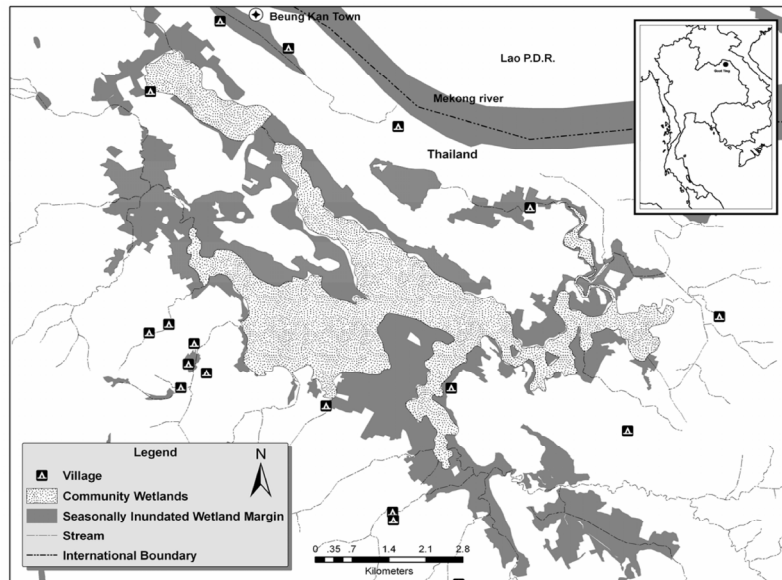 Beung Kan Town
Lao P.D.R.
Mekong river
Thailand
Legend
N
Village
Community Wetlands
Seasonally Inundated Wetland Margin
Stream
International Boundary
0 .35 .7 1.4 2.1 2.8
Kilometers